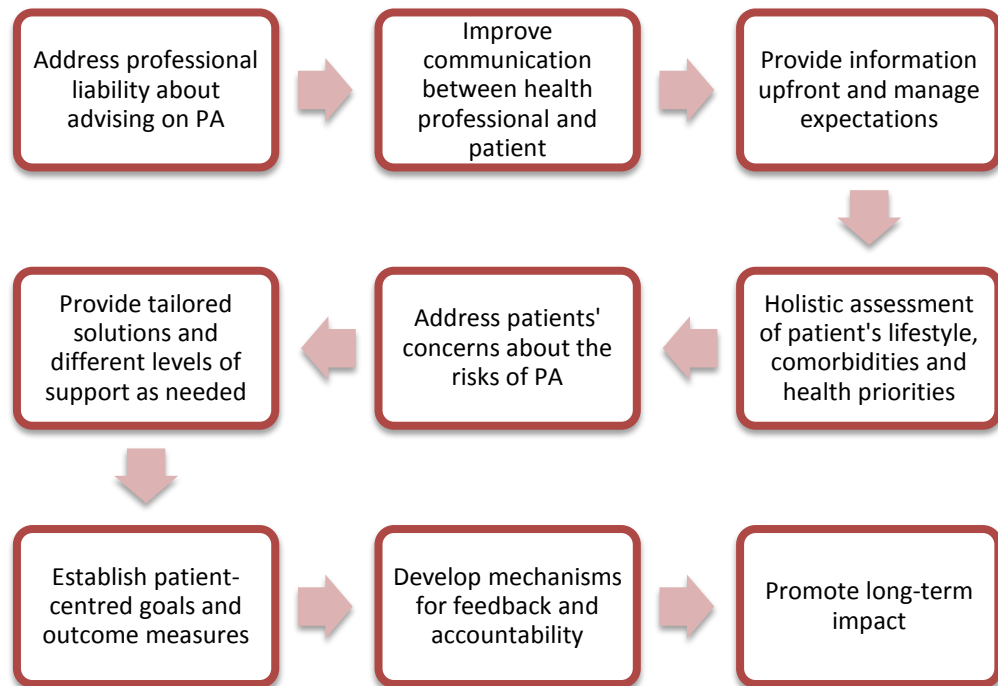 Address professional
liability about
advising on PA
Improve
communication
between health
professional and
patient
Provide information
upfront and manage
expectations
Holistic assessment
of patient's lifestyle,
comorbidities and
health priorities
Address patients'
concerns about the
risks of PA
Provide tailored
solutions and
different levels of
support as needed
Establish patient-
centred goals and
outcome measures
Develop mechanisms
for feedback and
accountability
Promote long-term
impact